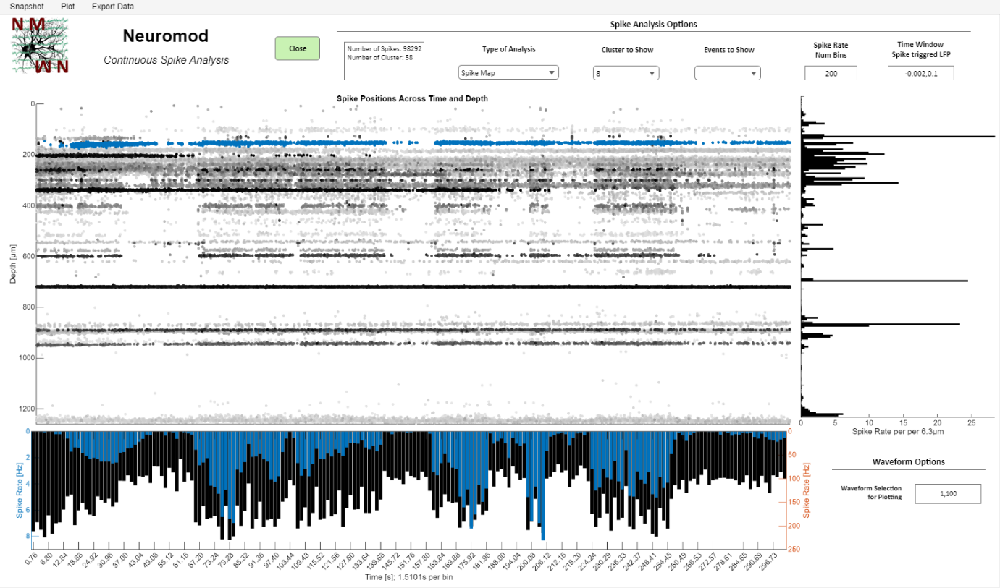 Snapshot Plot Export Data
NM
NM
Neuromod
Continuous Spike Analysis
Close
Spike Analysis Options
Number of Spikes: 98292
Number of Cluster: 58
Type of Analysis
Spike Map
Cluster to Show
8
Events to Show
Spike Rate
Num Bins
200
Time Window
Spike triggred LFP
-0.002,0.1
Spike Positions Across Time and Depth
Depth [µm]
0
200
400
600
800
1000
1200
0 5 10 15 20 25
Spike Rate per per 6.3µm
Spike Rate [Hz]
0
2
4
6
8
0
50
100
150
200
250
Spike Rate [Hz]
0.76 6.80 12.84 18.88 24.92 30.96 37.00 43.04 49.08 55.12 61.16 67.20 73.24 79.28 85.32 91.36 97.40 103.44 109.48 115.52 121.56 127.60 133.64 139.68 145.72 151.76 157.80 163.84 169.88 175.92 181.96 188.00 194.04 200.08 206.12 212.16 218.20 224.24 230.29 236.33 242.37 248.41 254.45 260.49 266.53 272.57 278.61 284.65 290.69 296.73
Time [s]; 1.5101s per bin
Waveform Options
Waveform Selection
for Plotting
1,100